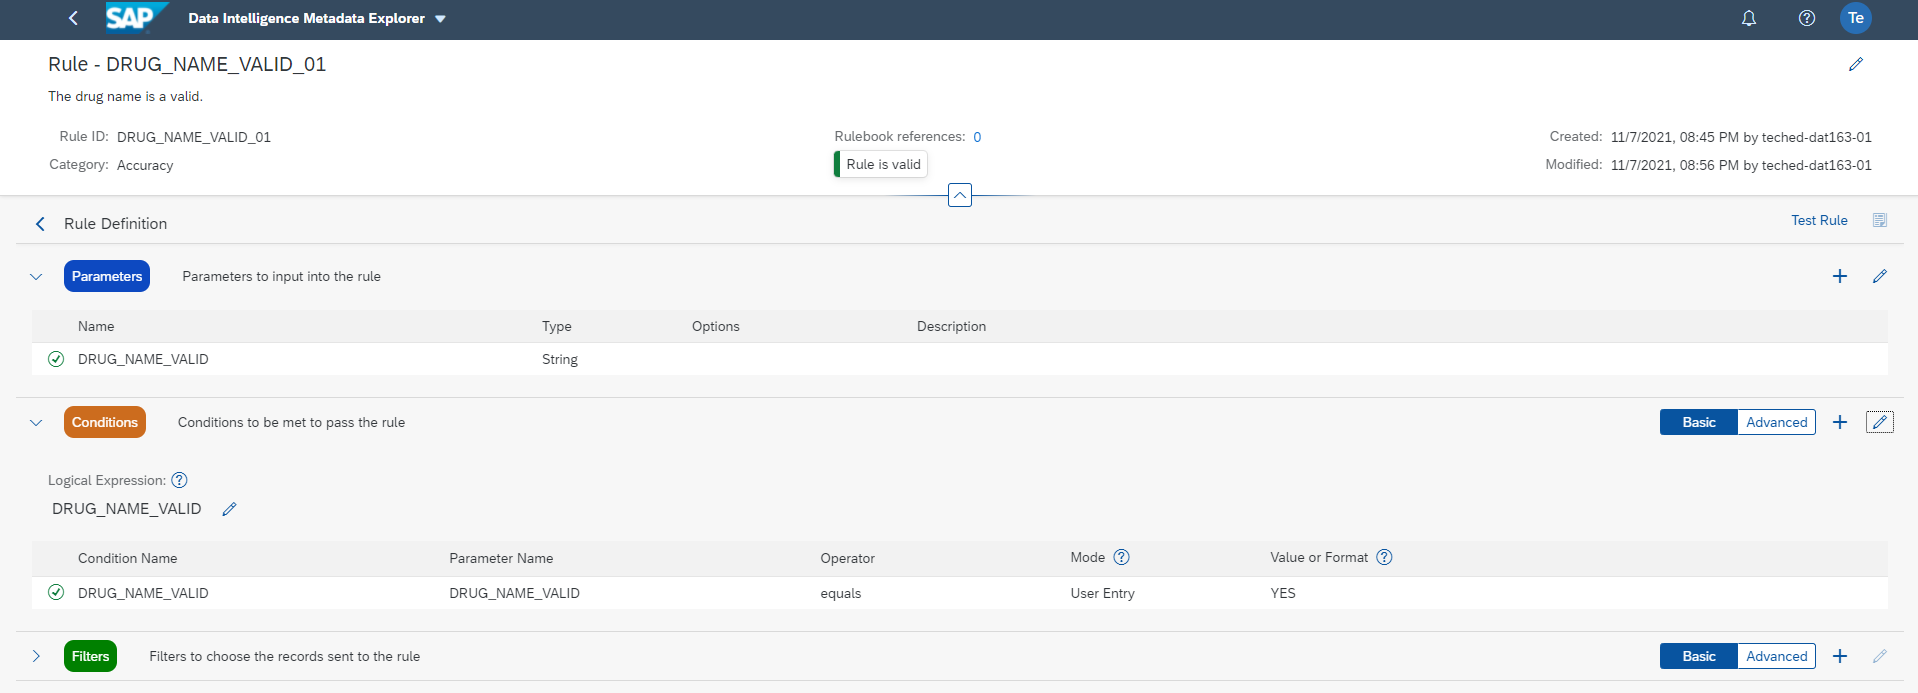 SAP Data Intelligence Metadata Explorer Te
Rule - DRUG_NAME_VALID_01
The drug name is a valid.
Rule ID: DRUG_NAME_VALID_01 Rulebook references: 0 Created: 11/7/2021, 08:45 PM by teched-dat163-01
Category: Accuracy Rule is valid Modified: 11/7/2021, 08:56 PM by teched-dat163-01
Rule Definition Test Rule
Parameters Parameters to input into the rule
Name Type Options Description
DRUG_NAME_VALID String
Conditions Conditions to be met to pass the rule Basic Advanced
Logical Expression:
DRUG_NAME_VALID
Condition Name Parameter Name Operator Mode Value or Format
DRUG_NAME_VALID DRUG_NAME_VALID equals User Entry YES
Filters Filters to choose the records sent to the rule Basic Advanced